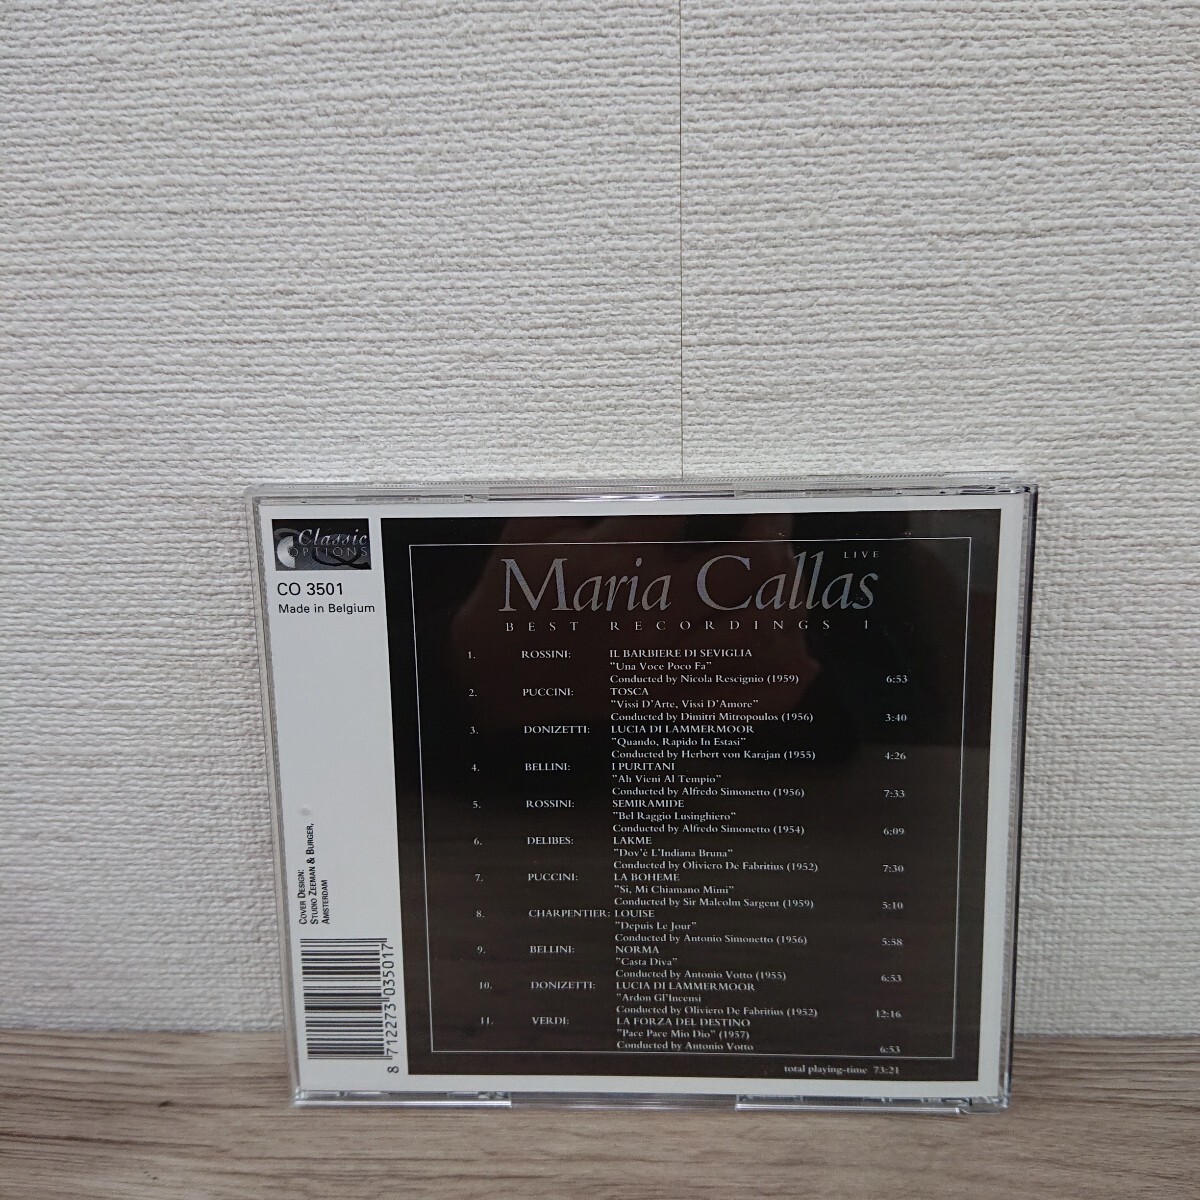 Classic
OPTIONS
CO 3501
Made in Belgium
COVER DESIGN:
STUDIO ZEEMAN & BURGER,
AMSTERDAM
8 712273 035017
LIVE
Maria Callas
BEST RECORDINGS 1
1. ROSSINI: IL BARBIERE DI SEVIGLIA
"Una Voce Poco Fa"
Conducted by Nicola Rescignio (1959) 6:53
2. PUCCINI: TOSCA
"Vissi D'Arte, Vissi D'Amore"
Conducted by Dimitri Mitropoulos (1956) 3:40
3. DONIZETTI: LUCIA DI LAMMERMOOR
"Quando, Rapido In Estasi"
Conducted by Herbert von Karajan (1955) 4:26
4. BELLINI: I PURITANI
"Ah Vieni Al Tempio"
Conducted by Alfredo Simonetto (1956) 7:33
5. ROSSINI: SEMIRAMIDE
"Bel Raggio Lusinghiero"
Conducted by Alfredo Simonetto (1954) 6:09
6. DELIBES: LAKME
"Dov'è L'Indiana Bruna"
Conducted by Oliviero De Fabritius (1952) 7:30
7. PUCCINI: LA BOHEME
"Si, Mi Chiamano Mimi"
Conducted by Sir Malcolm Sargent (1959) 5:10
8. CHARPENTIER: LOUISE
"Depuis Le Jour"
Conducted by Antonio Simonetto (1956) 5:58
9. BELLINI: NORMA
"Casta Diva"
Conducted by Antonio Votto (1955) 6:53
10. DONIZETTI: LUCIA DI LAMMERMOOR
"Ardon Gl'Incensi
Conducted by Oliviero De Fabritius (1952) 12:16
11. VERDI: LA FORZA DEL DESTINO
"Pace Pace Mio Dio" (1957)
Conducted by Antonio Votto 6:53
total playing-time 73:21